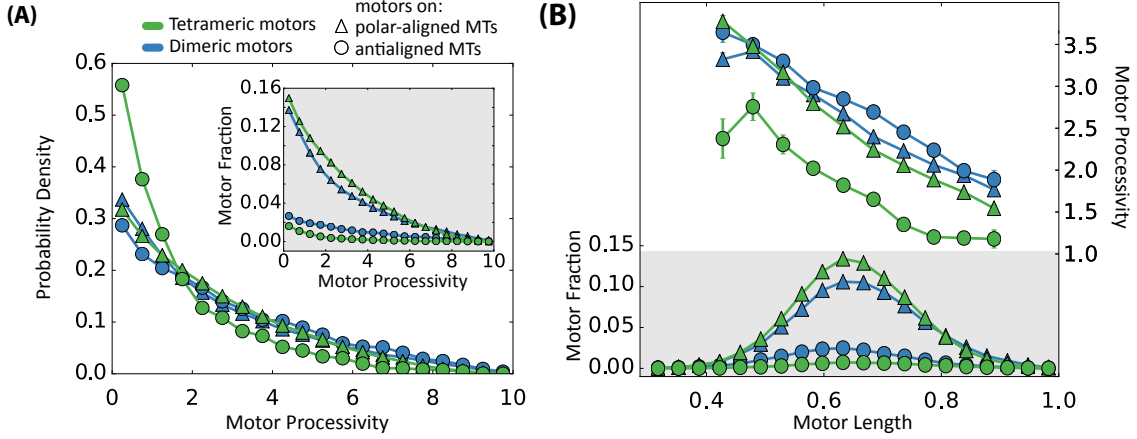 (A)
Tetrameric motors
Dimeric motors
motors on:
polar-aligned MTs
antialigned MTs
Probability Density
0.6
0.5
0.4
0.3
0.2
0.1
0.0
0 2 4 6 8 10
Motor Processivity
Motor Fraction
0.16
0.12
0.08
0.04
0.00
0 2 4 6 8 10
Motor Processivity
(B)
3.5
3.0
2.5
2.0
1.5
1.0
Motor Processivity
Motor Fraction
0.15
0.10
0.05
0.00
0.4 0.6 0.8 1.0
Motor Length